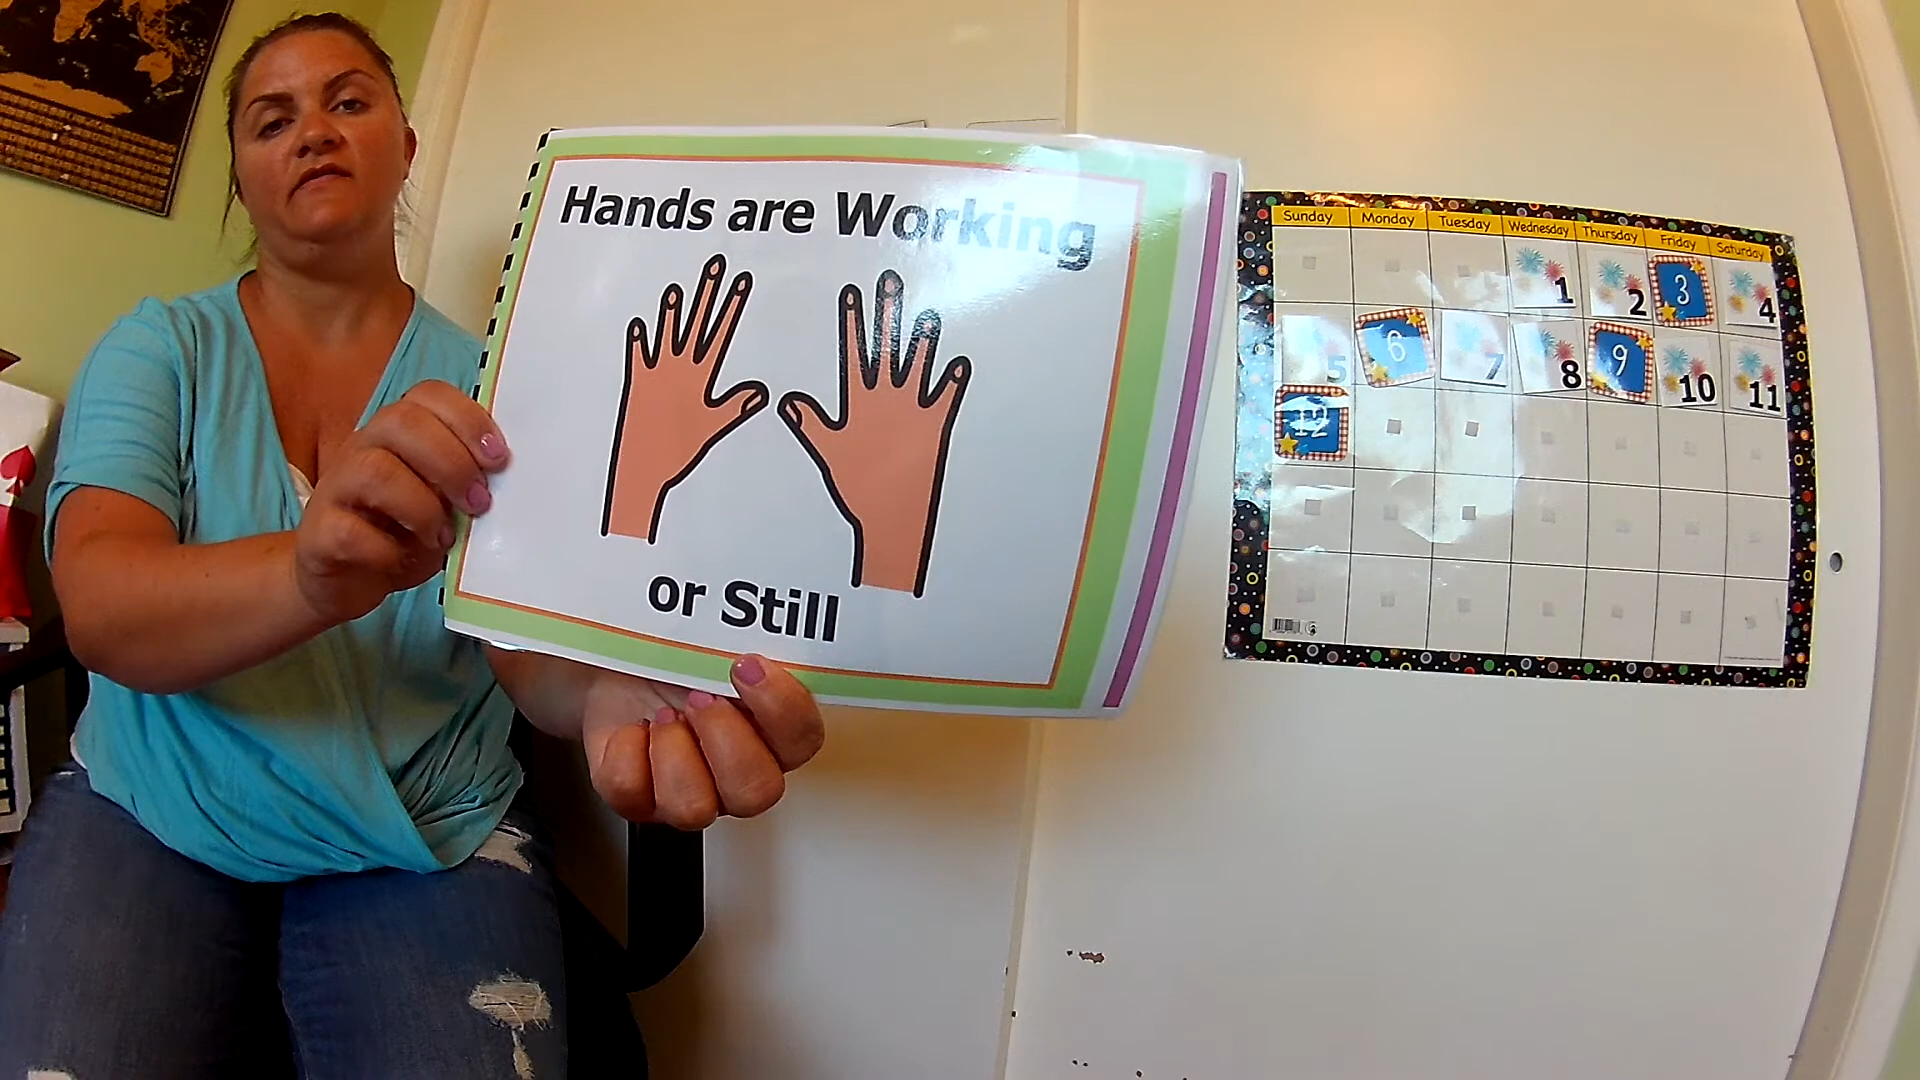 Hands are Working
or Still
Sunday Monday Tuesday Wednesday Thursday Friday Saturday
1 2 3 4
5 6 7 8 9 10 11
12